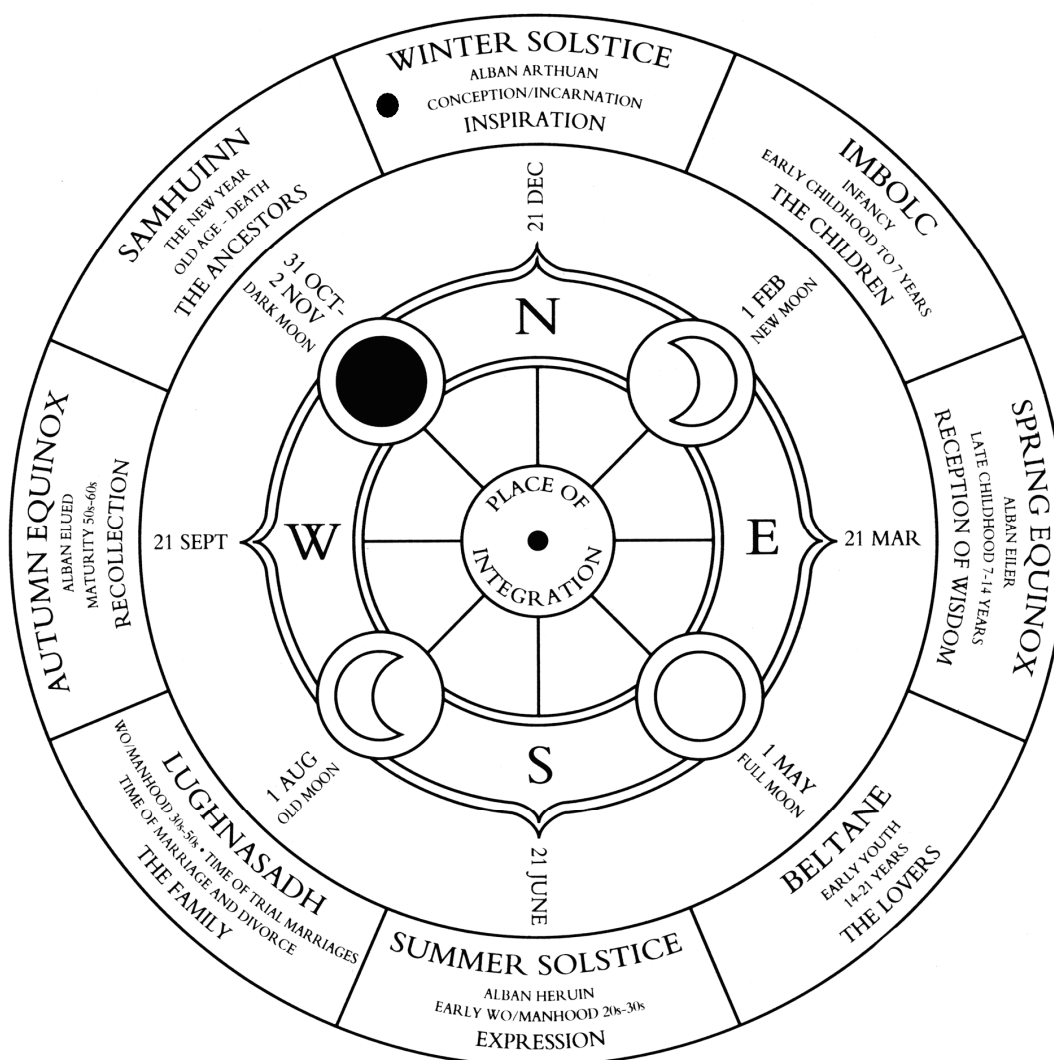 WINTER SOLSTICE
ALBAN ARTHUAN
CONCEPTION/INCARNATION
INSPIRATION
21 DEC
IMBOLC
INFANCY
EARLY CHILDHOOD TO 7 YEARS
THE CHILDREN
1 FEB
NEW MOON
SPRING EQUINOX
ALBAN EILER
LATE CHILDHOOD 7-14 YEARS
RECEPTION OF WISDOM
21 MAR
BELTANE
EARLY YOUTH
14-21 YEARS
THE LOVERS
1 MAY
FULL MOON
SUMMER SOLSTICE
ALBAN HERUIN
EARLY WO/MANHOOD 20s-30s
EXPRESSION
21 JUNE
LUGHNASADH
WO/MANHOOD 30s-50s • TIME OF TRIAL MARRIAGES
TIME OF MARRIAGE AND DIVORCE
THE FAMILY
1 AUG
OLD MOON
AUTUMN EQUINOX
ALBAN ELUED
MATURITY 50s-60s
RECOLLECTION
21 SEPT
SAMHUINN
THE NEW YEAR
OLD AGE - DEATH
THE ANCESTORS
31 OCT-
2 NOV
DARK MOON
N
E
S
W
PLACE OF
INTEGRATION